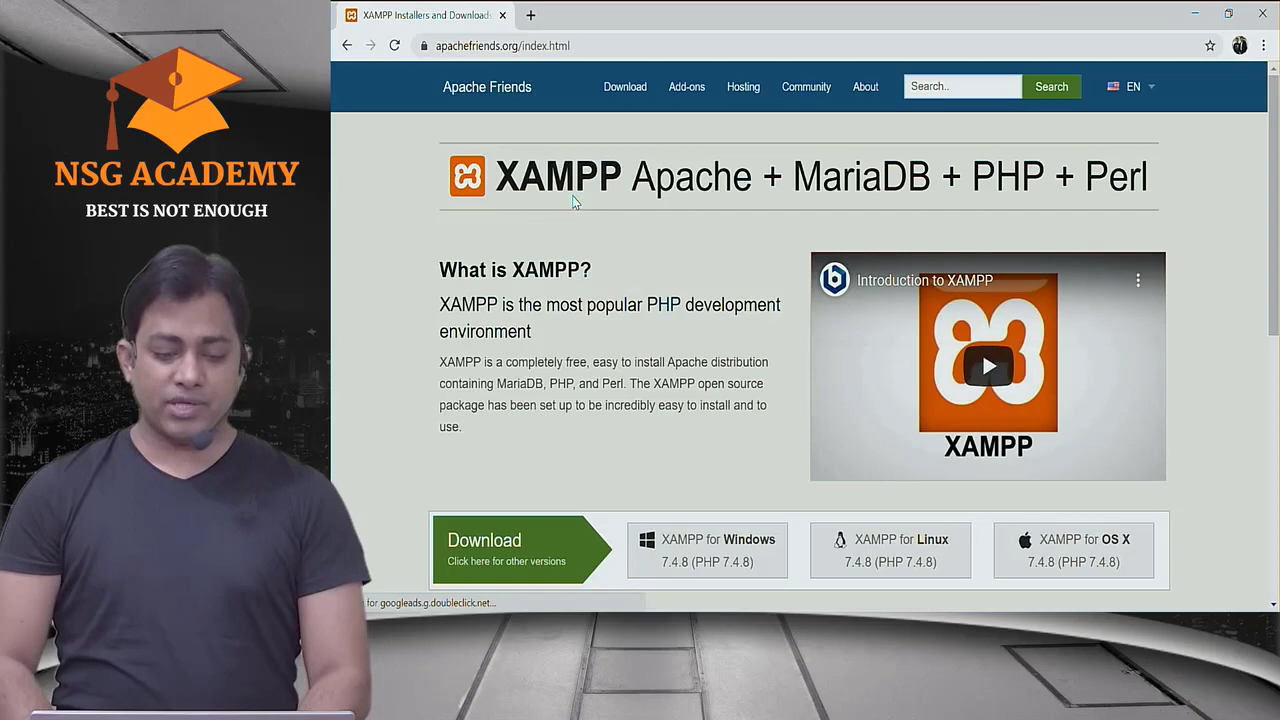 XAMPP Installers and Downloads
apachefriends.org/index.html
Apache Friends
Download
Add-ons
Hosting
Community
About
Search..
Search
EN
NSG ACADEMY
BEST IS NOT ENOUGH
XAMPP Apache + MariaDB + PHP + Perl
What is XAMPP?
XAMPP is the most popular PHP development
environment
XAMPP is a completely free, easy to install Apache distribution
containing MariaDB, PHP, and Perl. The XAMPP open source
package has been set up to be incredibly easy to install and to
use.
Introduction to XAMPP
XAMPP
Download
Click here for other versions
XAMPP for Windows
7.4.8 (PHP 7.4.8)
XAMPP for Linux
7.4.8 (PHP 7.4.8)
XAMPP for OS X
7.4.8 (PHP 7.4.8)
for googleads.g.doubleclick.net...